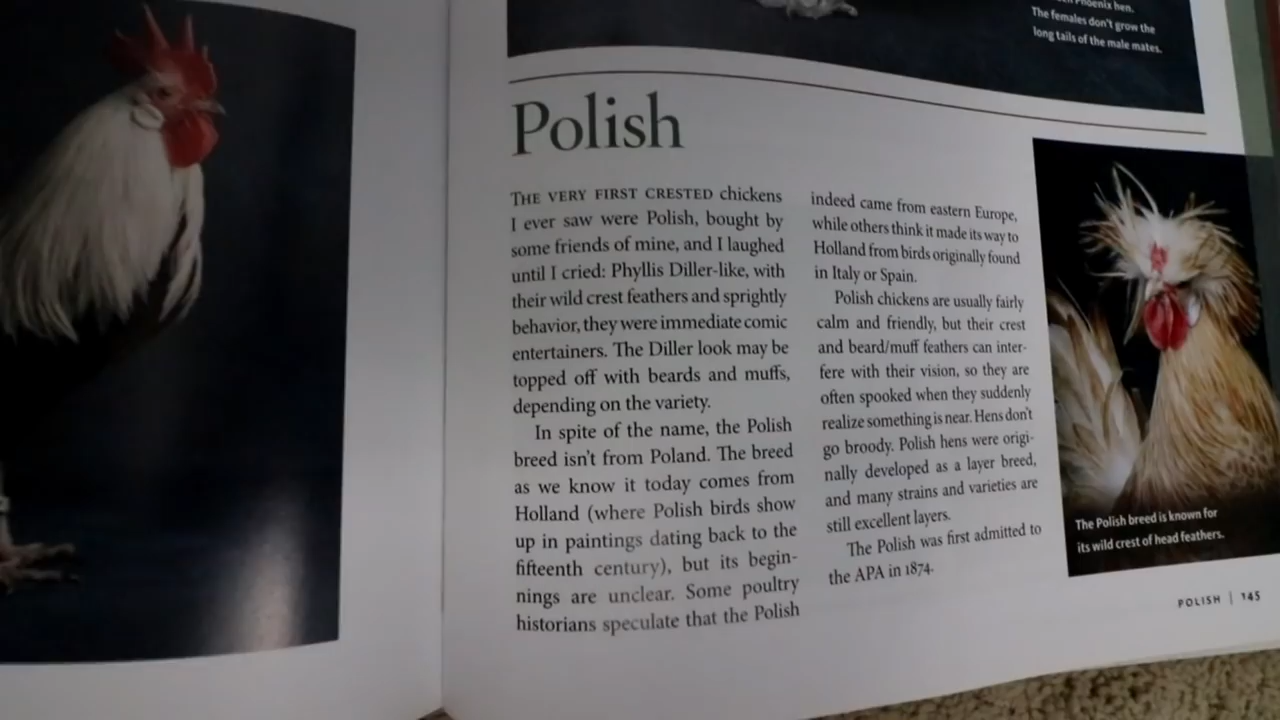 Phoenix hen.
The females don't grow the
long tails of the male mates.
Polish
THE VERY FIRST CRESTED chickens
I ever saw were Polish, bought by
some friends of mine, and I laughed
until I cried: Phyllis Diller-like, with
their wild crest feathers and sprightly
behavior, they were immediate comic
entertainers. The Diller look may be
topped off with beards and muffs,
depending on the variety.
In spite of the name, the Polish
breed isn't from Poland. The breed
as we know it today comes from
Holland (where Polish birds show
up in paintings dating back to the
fifteenth century), but its begin-
nings are unclear. Some poultry
historians speculate that the Polish
indeed came from eastern Europe,
while others think it made its way to
Holland from birds originally found
in Italy or Spain.
Polish chickens are usually fairly
calm and friendly, but their crest
and beard/muff feathers can inter-
fere with their vision, so they are
often spooked when they suddenly
realize something is near. Hens don't
go broody. Polish hens were origi-
nally developed as a layer breed,
and many strains and varieties are
still excellent layers.
The Polish was first admitted to
the APA in 1874.
The Polish breed is known for
its wild crest of head feathers.
POLISH | 145